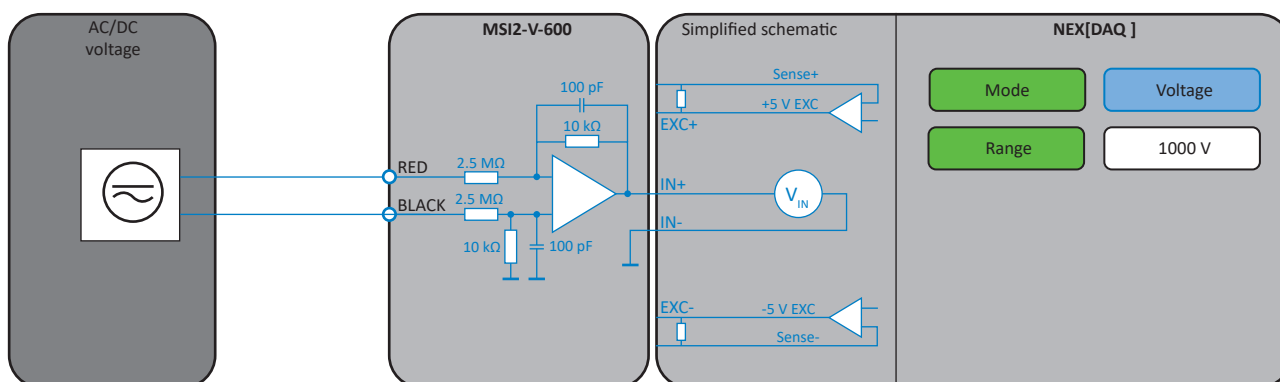 AC/DC
voltage
MSI2-V-600
Simplified schematic
NEX[DAQ ]
100 pF
10 kΩ
RED
2.5 MΩ
BLACK
2.5 MΩ
10 kΩ
100 pF
Sense+
+5 V EXC
EXC+
IN+
VIN
IN-
EXC-
-5 V EXC
Sense-
Mode
Voltage
Range
1000 V